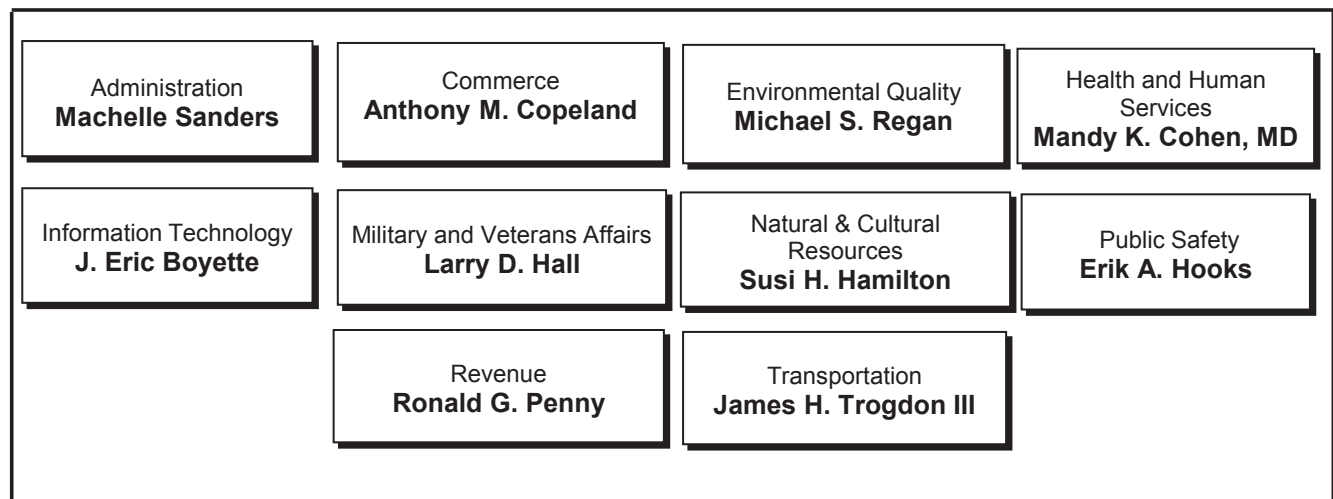 Administration
Machelle Sanders
Commerce
Anthony M. Copeland
Environmental Quality
Michael S. Regan
Health and Human
Services
Mandy K. Cohen, MD
Information Technology
J. Eric Boyette
Military and Veterans Affairs
Larry D. Hall
Natural & Cultural
Resources
Susi H. Hamilton
Public Safety
Erik A. Hooks
Revenue
Ronald G. Penny
Transportation
James H. Trogdon III